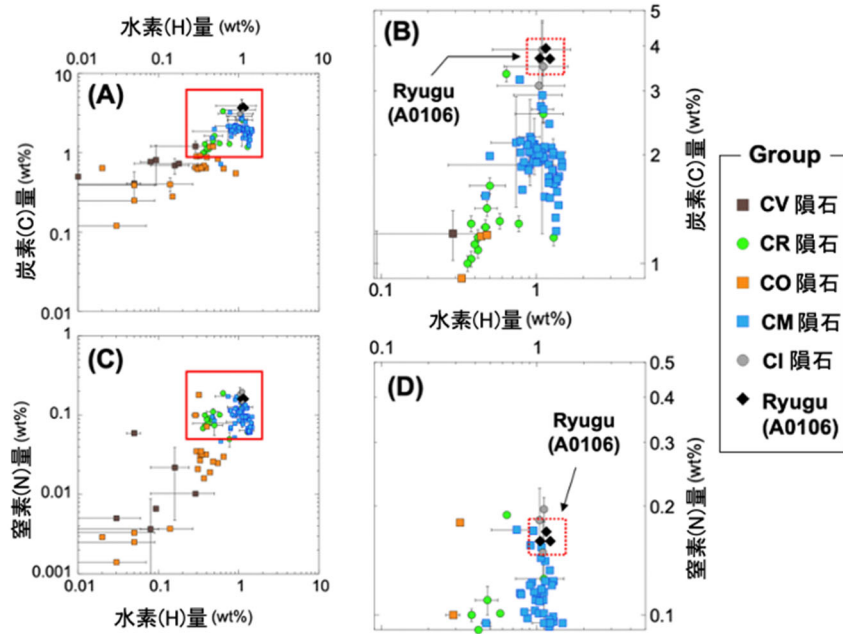 水素(H)量 (wt%)
0.01 0.1 1 10
(A)
10
1
0.1
0.01
炭素(C)量 (wt%)
(B)
Ryugu
(A0106)
5
4
3
2
1
炭素(C)量 (wt%)
0.1 1
水素(H)量 (wt%)
(C)
1
0.1
0.01
0.001
窒素(N)量 (wt%)
0.01 0.1 1 10
水素(H)量 (wt%)
0.1 1
(D)
Ryugu
(A0106)
0.5
0.4
0.3
0.2
0.1
窒素(N)量 (wt%)
Group
CV 隕石
CR 隕石
CO 隕石
CM 隕石
CI 隕石
Ryugu
(A0106)